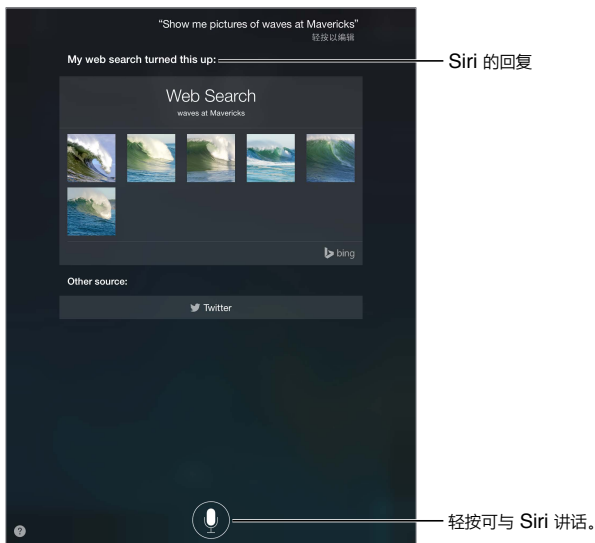 “Show me pictures of waves at Mavericks”
轻按以编辑
My web search turned this up:
Siri 的回复
Web Search
waves at Mavericks
bing
Other source:
Twitter
轻按可与 Siri 讲话。
?